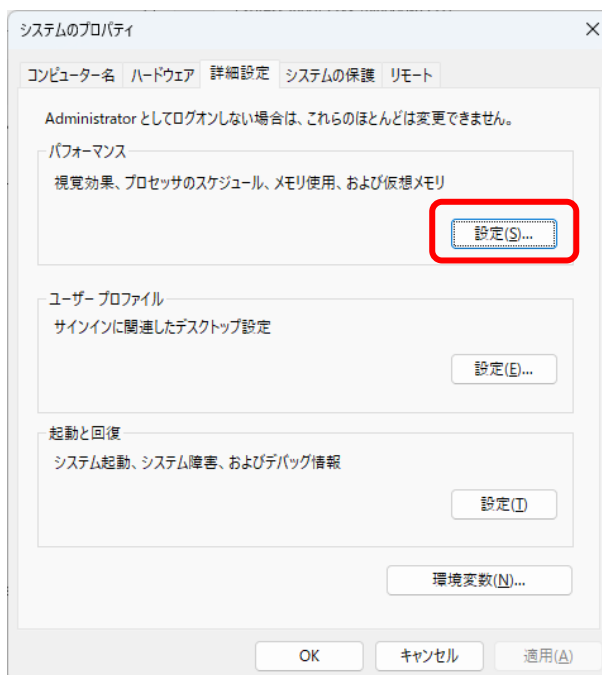 システムのプロパティ
コンピューター名 ハードウェア 詳細設定 システムの保護 リモート
Administrator としてログオンしない場合は、これらのほとんどは変更できません。
パフォーマンス
視覚効果、プロセッサのスケジュール、メモリ使用、および仮想メモリ
設定(S)...
ユーザー プロファイル
サインインに関連したデスクトップ設定
設定(E)...
起動と回復
システム起動、システム障害、およびデバッグ情報
設定(T)
環境変数(N)...
OK キャンセル 適用(A)